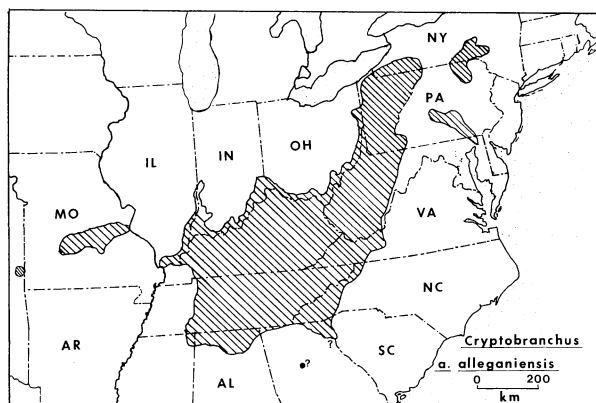 NY
PA
OH
IN
IL
MO
VA
NC
AR
SC
AL
?
?
Cryptobranchus
a. alleganiensis
0 200
km